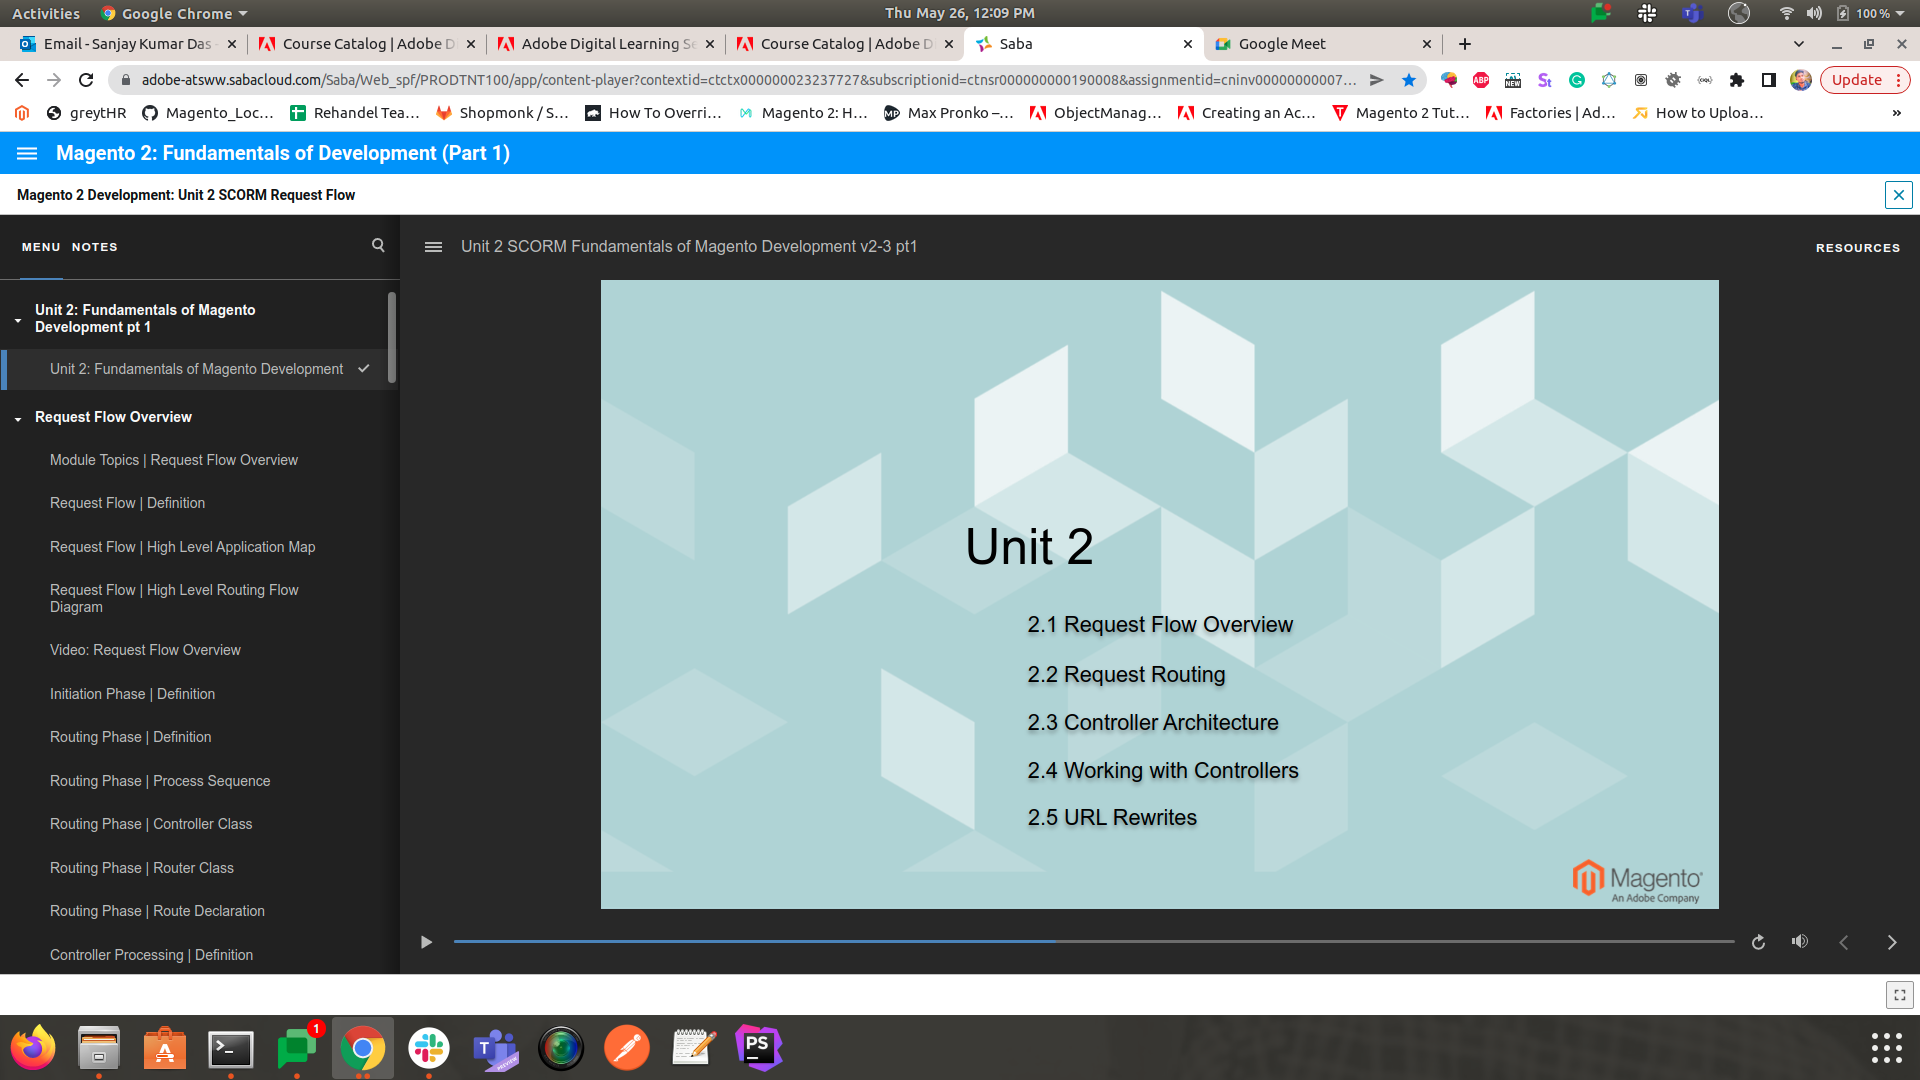 Activities Google Chrome Thu May 26, 12:09 PM 100 %
Email - Sanjay Kumar Das - Course Catalog | Adobe D Adobe Digital Learning Se Course Catalog | Adobe D Saba Google Meet
adobe-atsww.sabacloud.com/Saba/Web_spf/PRODTNT100/app/content-player?contextid=ctctx000000023237727&subscriptionid=ctnsr000000000190008&assignmentid=cninv00000000007... ABP NEW St Update
greytHR Magento_Loc... Rehandel Tea... Shopmonk / S... How To Overri... Magento 2: H... Max Pronko –... ObjectManag... Creating an Ac... Magento 2 Tut... Factories | Ad... How to Uploa... »
Magento 2: Fundamentals of Development (Part 1)
Magento 2 Development: Unit 2 SCORM Request Flow
MENU NOTES
Unit 2 SCORM Fundamentals of Magento Development v2-3 pt1
RESOURCES
Unit 2: Fundamentals of Magento
Development pt 1
Unit 2: Fundamentals of Magento Development
Request Flow Overview
Module Topics | Request Flow Overview
Request Flow | Definition
Request Flow | High Level Application Map
Request Flow | High Level Routing Flow
Diagram
Video: Request Flow Overview
Initiation Phase | Definition
Routing Phase | Definition
Routing Phase | Process Sequence
Routing Phase | Controller Class
Routing Phase | Router Class
Routing Phase | Route Declaration
Controller Processing | Definition
Unit 2
2.1 Request Flow Overview
2.2 Request Routing
2.3 Controller Architecture
2.4 Working with Controllers
2.5 URL Rewrites
Magento
An Adobe Company
1
PS